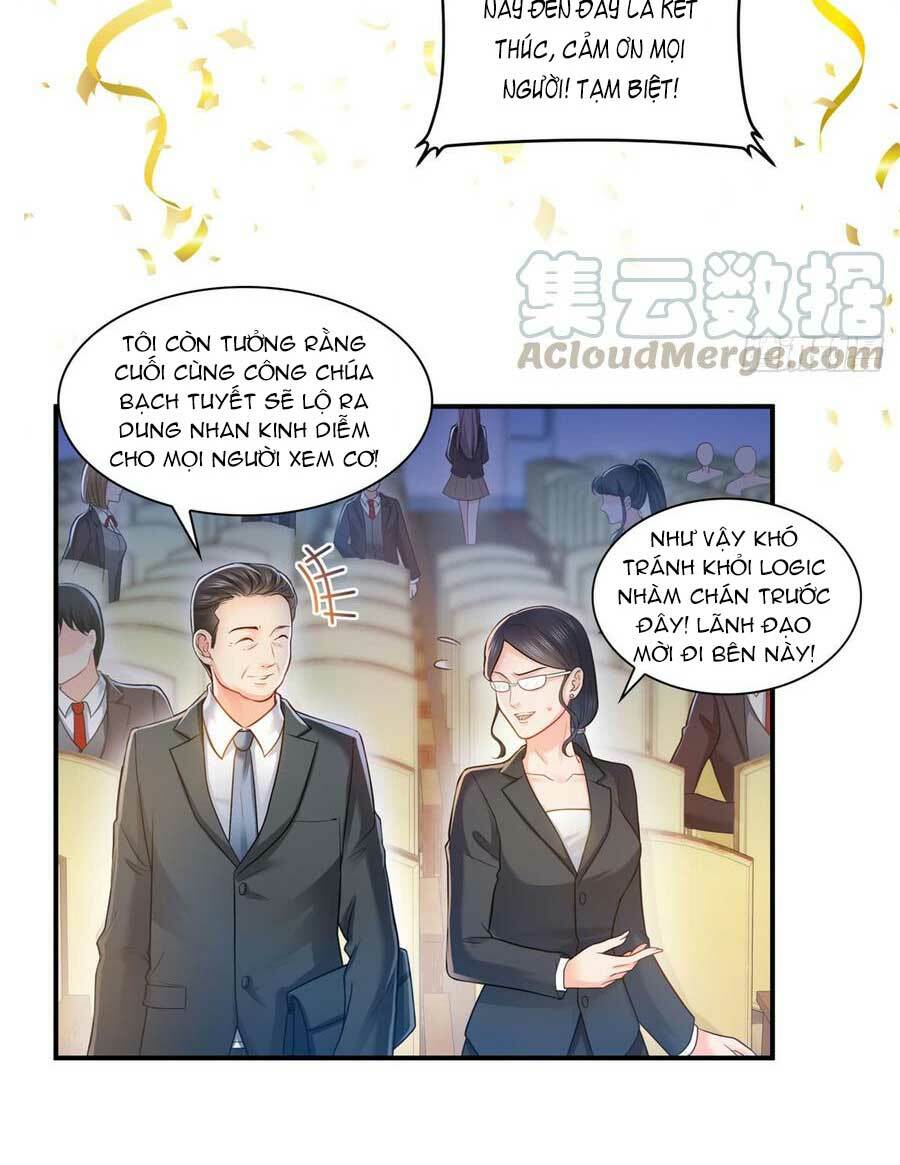 NÀY ĐẾN ĐÂY LÀ KẾT
THÚC, CẢM ƠN MỌI
NGƯỜI! TẠM BIỆT!
集云数据
ACloudMerge.com
TÔI CÒN TƯỞNG RẰNG
CUỐI CÙNG CÔNG CHÚA
BẠCH TUYẾT SẼ LỘ RA
DUNG NHAN KINH DIỄM
CHO MỌI NGƯỜI XEM CƠ!
NHƯ VẬY KHÓ
TRÁNH KHỎI LOGIC
NHÀM CHÁN TRƯỚC
ĐÂY! LÃNH ĐẠO
MỜI ĐI BÊN NÀY!